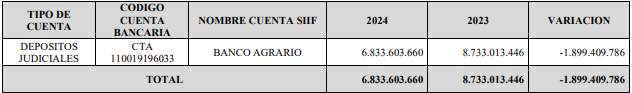 TIPO DE CUENTA CODIGO CUENTA BANCARIA NOMBRE CUENTA SIIF 2024 2023 VARIACION
DEPOSITOS JUDICIALES CTA 110019196033 BANCO AGRARIO 6.833.603.660 8.733.013.446 -1.899.409.786
TOTAL 6.833.603.660 8.733.013.446 -1.899.409.786